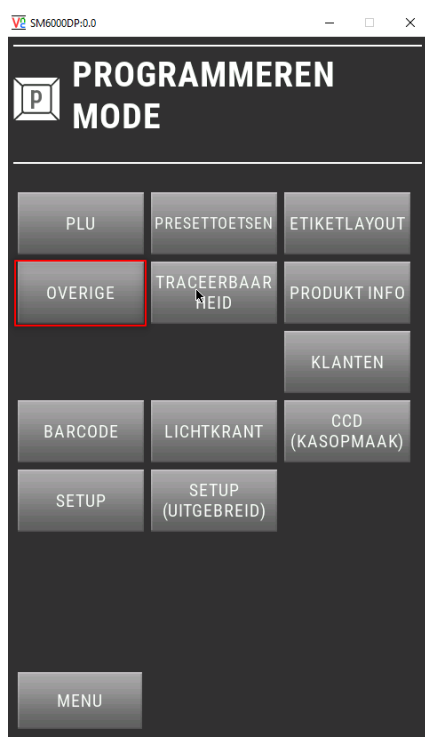 V2 SM6000DP:0.0
P
PROGRAMMEREN
MODE
PLU
PRESETTOETSEN
ETIKETLAYOUT
OVERIGE
TRACEERBAAR
HEID
PRODUKT INFO
KLANTEN
BARCODE
LICHTKRANT
CCD
(KASOPMAAK)
SETUP
SETUP
(UITGEBREID)
MENU